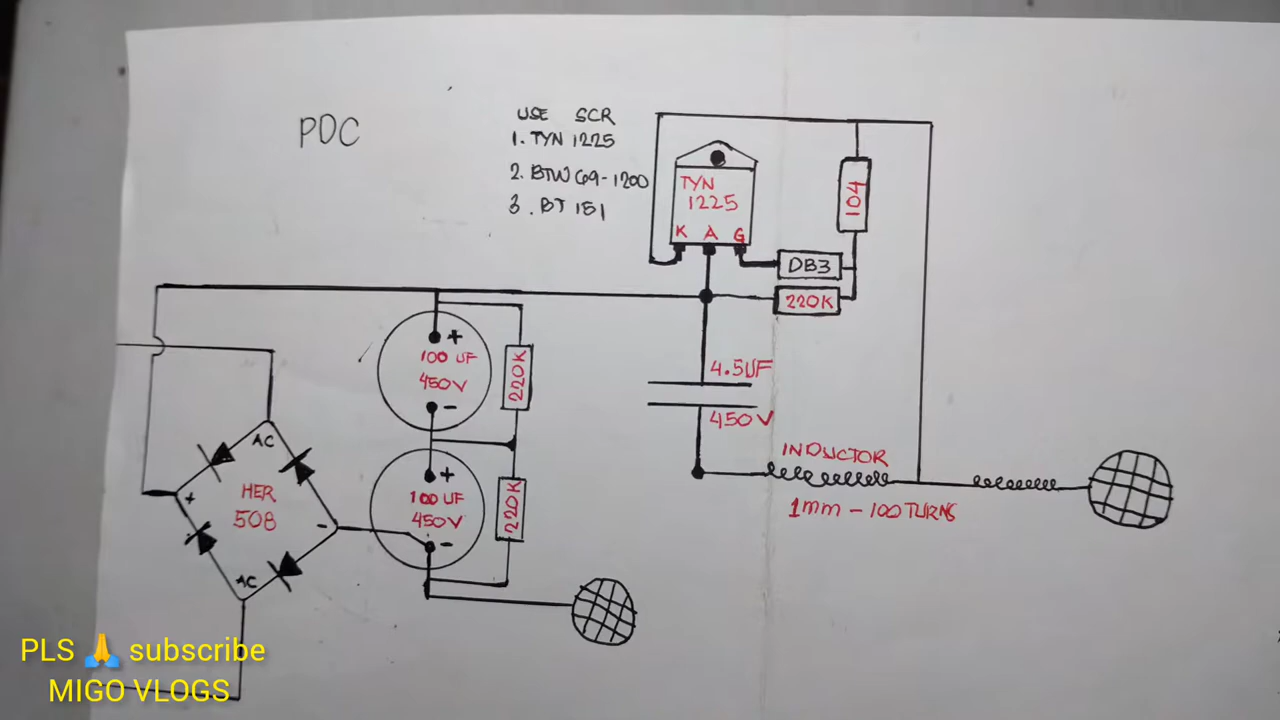 PDC
USE SCR
1. TYN 1225
2. BTW 69-1200
3. BT 151
TYN
1225
K A G
104
DB3
220K
+
100 UF
450V
-
220K
4.5UF
450V
INDUCTOR
1mm - 100 TURNS
AC
+
HER
508
-
AC
+
100 UF
450V
-
220K
PLS 🙏 subscribe
MIGO VLOGS